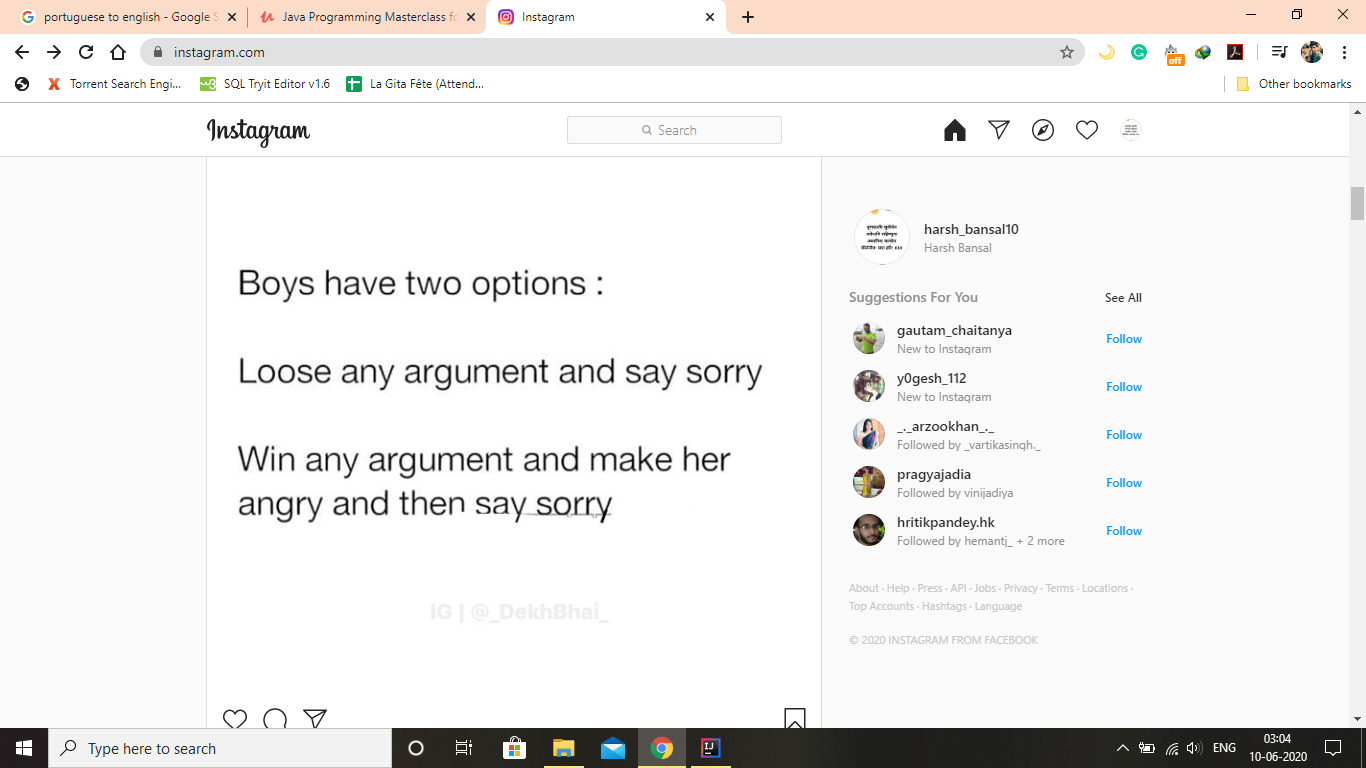 portuguese to english - Google S
Java Programming Masterclass fo
Instagram
instagram.com
off
Torrent Search Engi...
SQL Tryit Editor v1.6
La Gita Fête (Attend...
Other bookmarks
Instagram
Search
harsh_bansal10
Harsh Bansal
Boys have two options :
Loose any argument and say sorry
Win any argument and make her
angry and then say sorry
IG | @_DekhBhai_
Suggestions For You
See All
gautam_chaitanya
New to Instagram
Follow
y0gesh_112
New to Instagram
Follow
_._arzookhan_._
Followed by _vartikasingh._
Follow
pragyajadia
Followed by vinijadiya
Follow
hritikpandey.hk
Followed by hemantj_ + 2 more
Follow
About · Help · Press · API · Jobs · Privacy · Terms · Locations ·
Top Accounts · Hashtags · Language
© 2020 INSTAGRAM FROM FACEBOOK
Type here to search
ENG
03:04
10-06-2020